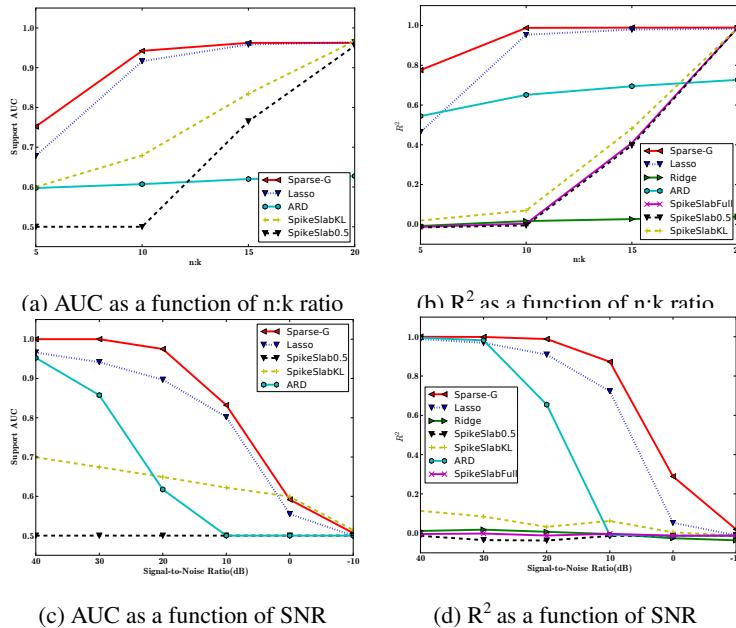 1.0
0.9
0.8
0.7
0.6
0.5
Support AUC
5
10
15
20
n:k
Sparse-G
Lasso
ARD
SpikeSlabKL
SpikeSlab0.5
(a) AUC as a function of n:k ratio
1.0
0.8
0.6
0.4
0.2
0.0
R²
5
10
15
20
n:k
Sparse-G
Lasso
Ridge
ARD
SpikeSlabFull
SpikeSlab0.5
SpikeSlabKL
(b) R² as a function of n:k ratio
1.0
0.9
0.8
0.7
0.6
0.5
Support AUC
40
30
20
10
0
-10
Signal-to-Noise Ratio(dB)
Sparse-G
Lasso
SpikeSlab0.5
SpikeSlabKL
ARD
(c) AUC as a function of SNR
1.0
0.8
0.6
0.4
0.2
0.0
R²
40
30
20
10
0
-10
Signal-to-Noise Ratio(dB)
Sparse-G
Lasso
Ridge
SpikeSlab0.5
SpikeSlabKL
ARD
SpikeSlabFull
(d) R² as a function of SNR